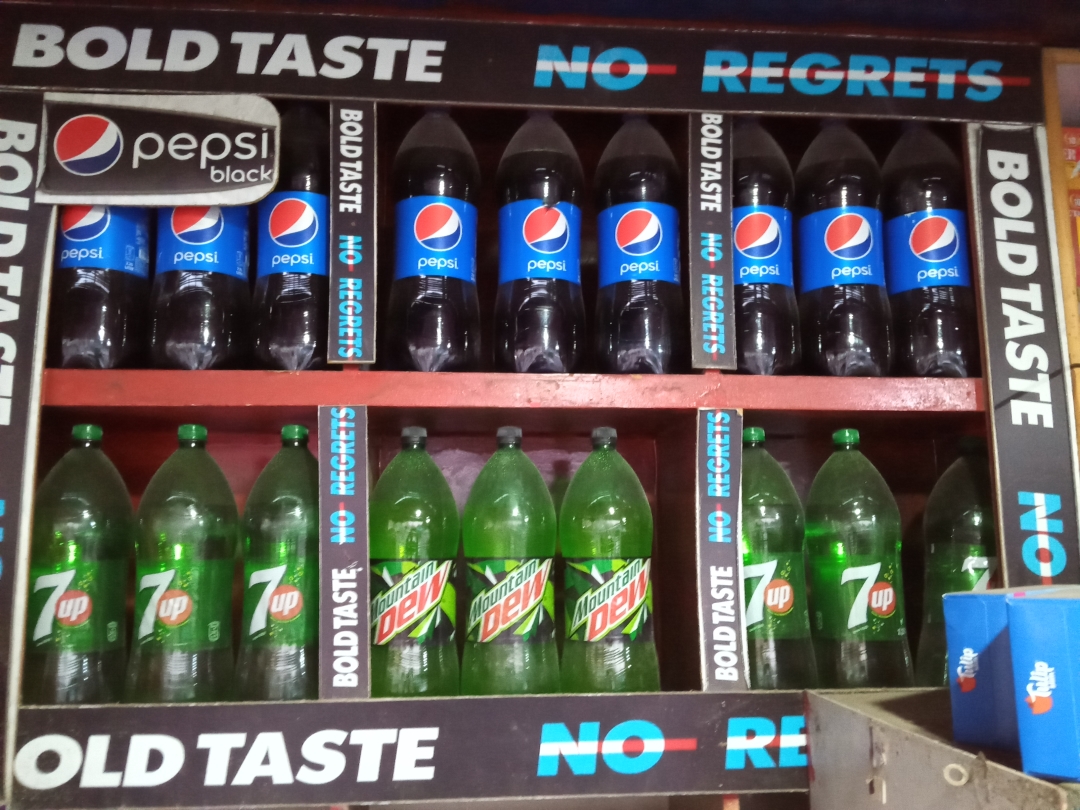 BOLD TASTE NO REGRETS
pepsi
black
BOLD TASTE
BOLD TASTE NO REGRETS
BOLD TASTE NO REGRETS
BOLD TASTE NO
pepsi.
pepsi.
pepsi.
pepsi.
pepsi.
pepsi.
pepsi.
pepsi.
pepsi.
BOLD TASTE NO REGRETS
BOLD TASTE NO REGRETS
7up
7up
7up
Mountain
DEW
Mountain
DEW
Mountain
DEW
7up
7up
7
OLD TASTE NO RE